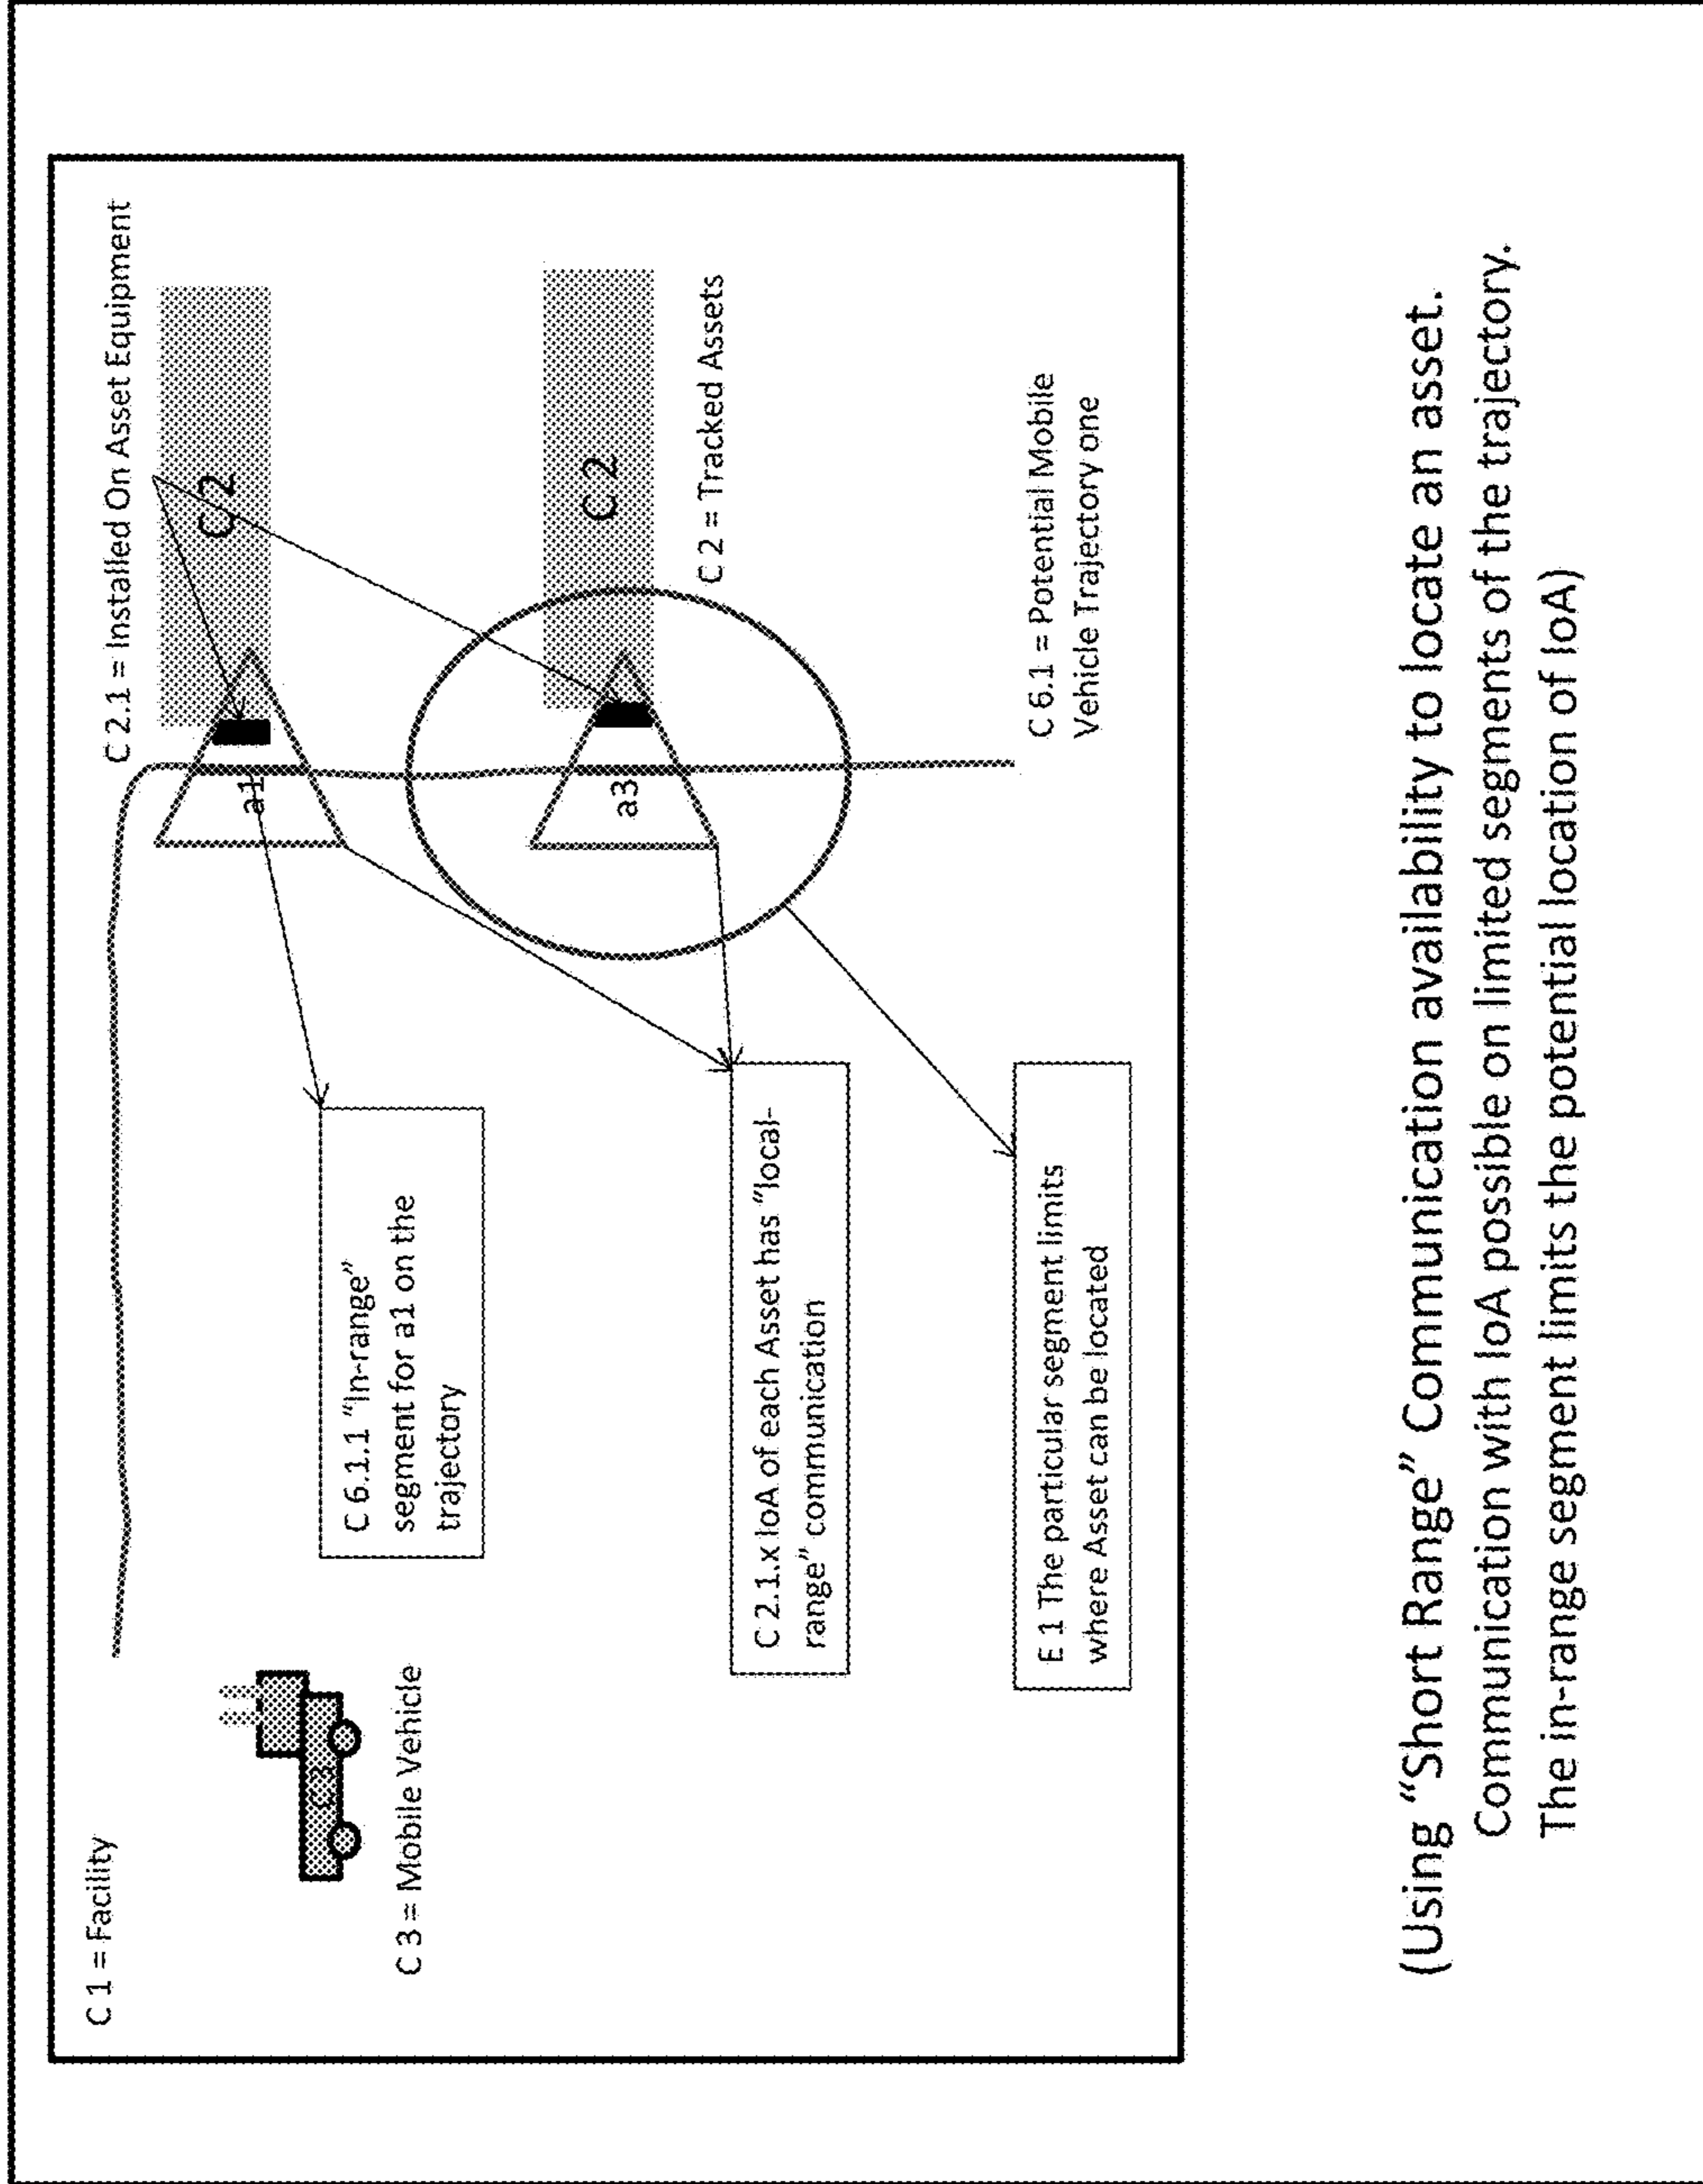 C 1 = Facility
C 2.1 = Installed On Asset Equipment
C 2
a1
C 3 = Mobile Vehicle
C 6.1.1 "In-range"
segment for a1 on the
trajectory
C 2
a3
C 2 = Tracked Assets
C 2.1.x IoA of each Asset has "local-
range" communication
C 6.1 = Potential Mobile
Vehicle Trajectory one
E 1 The particular segment limits
where Asset can be located
(Using "Short Range" Communication availability to locate an asset.
Communication with IoA possible on limited segments of the trajectory.
The in-range segment limits the potential location of IoA)